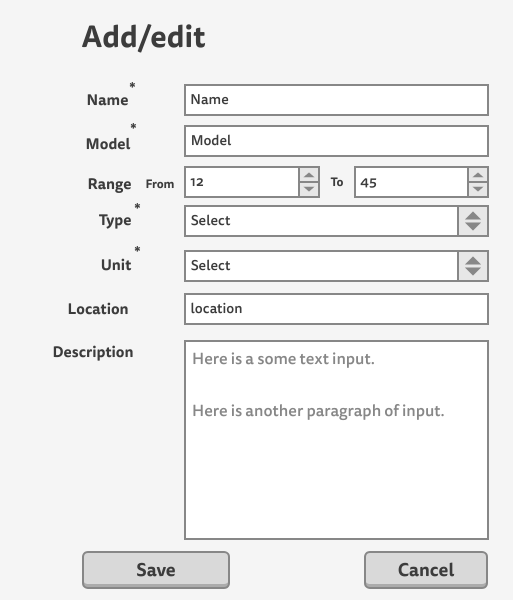 Add/edit
Name* Name
Model* Model
Range From 12 To 45
Type* Select
Unit* Select
Location location
Description Here is a some text input.
Here is another paragraph of input.
Save Cancel